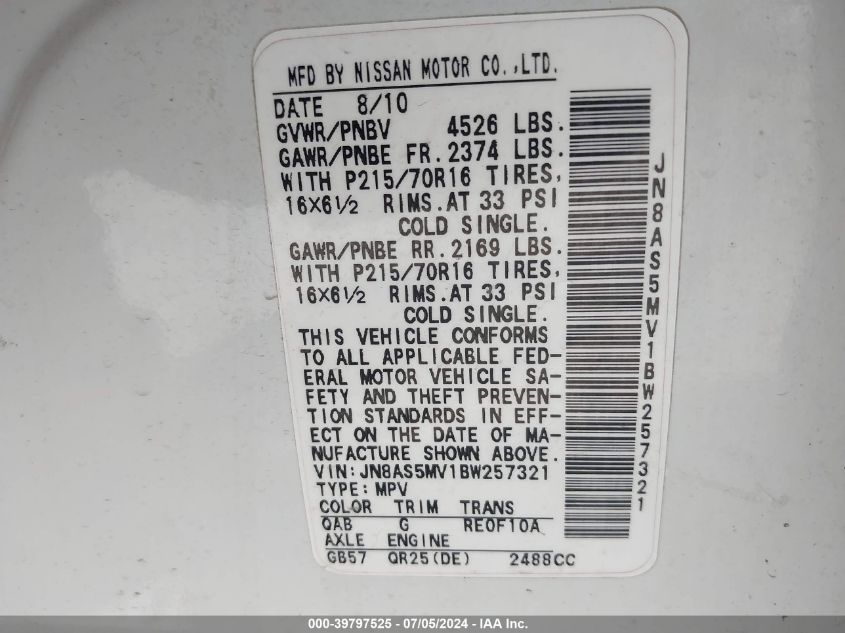 MFD BY NISSAN MOTOR CO.,LTD.
DATE 8/10
GVWR/PNBV 4526 LBS.
GAWR/PNBE FR. 2374 LBS.
WITH P215/70R16 TIRES,
16X6½ RIMS.AT 33 PSI
COLD SINGLE.
GAWR/PNBE RR. 2169 LBS.
WITH P215/70R16 TIRES,
16X6½ RIMS.AT 33 PSI
COLD SINGLE.
THIS VEHICLE CONFORMS
TO ALL APPLICABLE FED-
ERAL MOTOR VEHICLE SA-
FETY AND THEFT PREVEN-
TION STANDARDS IN EFF-
ECT ON THE DATE OF MA-
NUFACTURE SHOWN ABOVE.
VIN:JN8AS5MV1BW257321
TYPE:MPV
COLOR TRIM TRANS
QAB G RE0F10A
AXLE ENGINE
GB57 QR25(DE) 2488CC
JN8AS5MV1BW257321
000-39797525 - 07/05/2024 - IAA Inc.